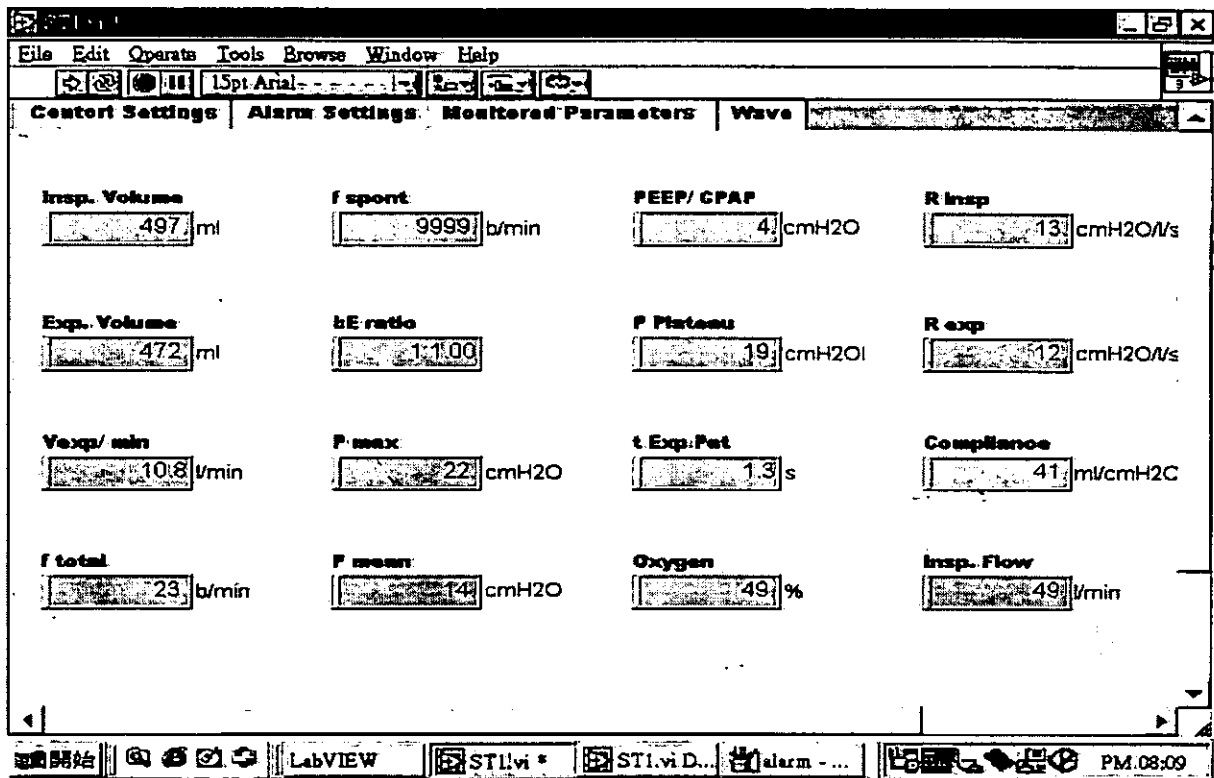 File Edit Operate Tools Browse Window Help
15pt Arial
Contorl Settings Alarm Settings Monitored Parameters Wave
Insp. Volume f spont PEEP/ CPAP R insp
497 ml 9999 b/min 4 cmH2O 13 cmH2O/l/s
Exp. Volume I:E ratio P Plateau R exp
472 ml 1:1.00 19 cmH2O 12 cmH2O/l/s
Vexp/ min P max t Exp.Pat Compliance
10.8 l/min 22 cmH2O 1.3 s 41 ml/cmH2C
f total P mean Oxygen Insp. Flow
23 b/min 14 cmH2O 49 % 49 l/min
開始 LabVIEW ST1.vi * ST1.vi D... alarm - ... PM.08:09